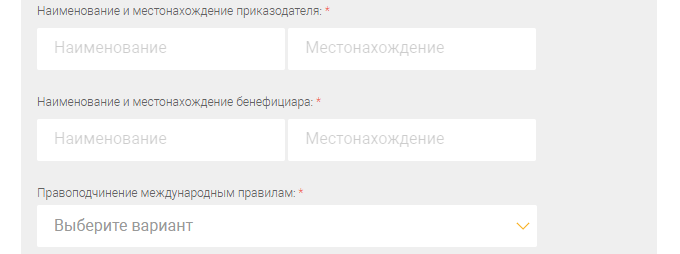 Наименование и местонахождение приказодателя: *
Наименование Местонахождение
Наименование и местонахождение бенефициара: *
Наименование Местонахождение
Правоподчинение международным правилам: *
Выберите вариант